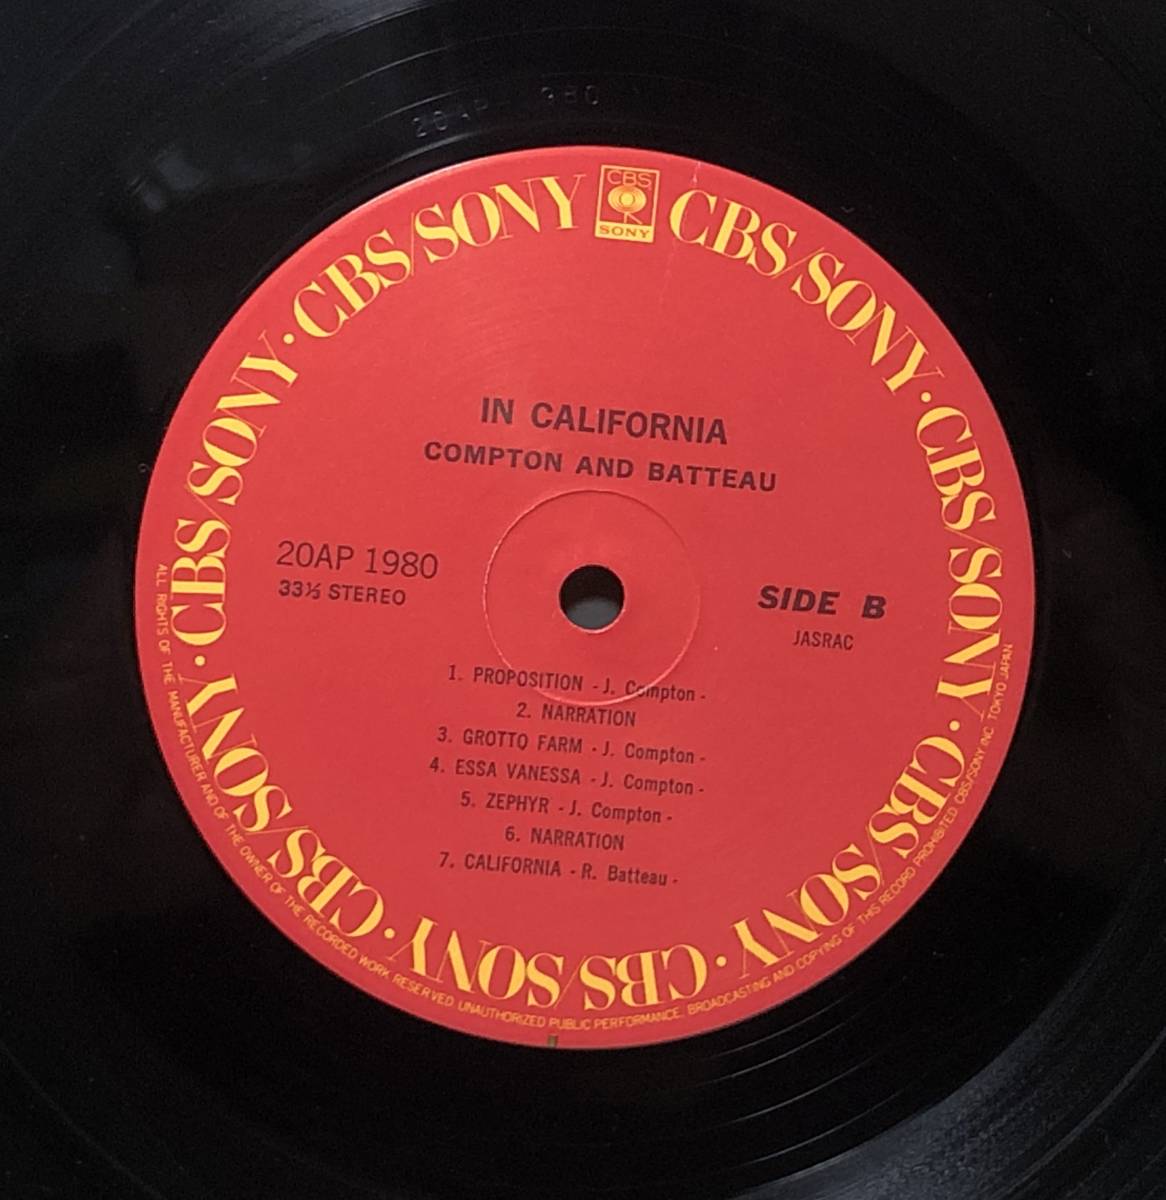 20AP 1980
CBS
SONY
CBS/SONY · CBS/SONY · CBS/SONY · CBS/SONY · CBS/SONY · CBS/SONY · CBS/SONY · CBS/SONY
IN CALIFORNIA
COMPTON AND BATTEAU
20AP 1980
33⅓ STEREO
SIDE B
JASRAC
1. PROPOSITION - J. Compton -
2. NARRATION
3. GROTTO FARM - J. Compton -
4. ESSA VANESSA - J. Compton -
5. ZEPHYR - J. Compton -
6. NARRATION
7. CALIFORNIA - R. Batteau -
ALL RIGHTS OF THE MANUFACTURER AND OF THE OWNER OF THE RECORDED WORK RESERVED UNAUTHORIZED PUBLIC PERFORMANCE, BROADCASTING AND COPYING OF THIS RECORD PROHIBITED CBS/SONY INC. TOKYO JAPAN